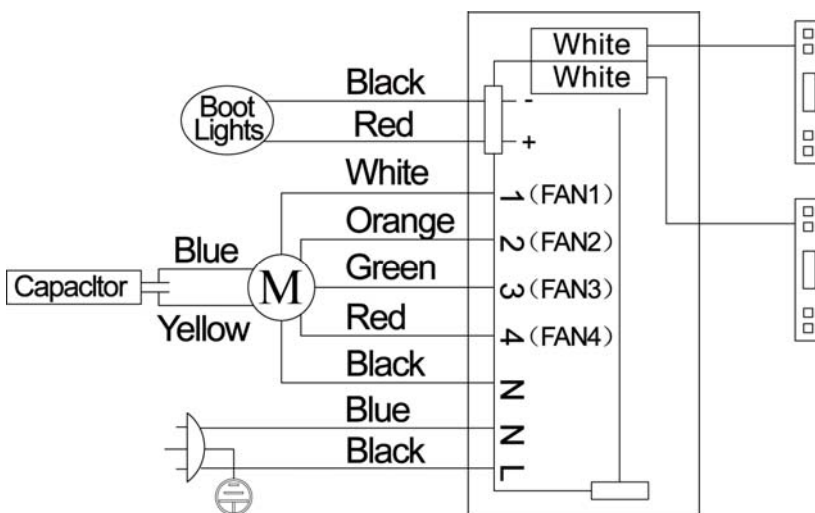 White
White
Black
-
Boot
Lights
Red
+
White
1 (FAN1)
Orange
2 (FAN2)
Blue
Green
M
Capacltor
3 (FAN3)
Yellow
Red
4 (FAN4)
Black
N
Blue
N
Black
L